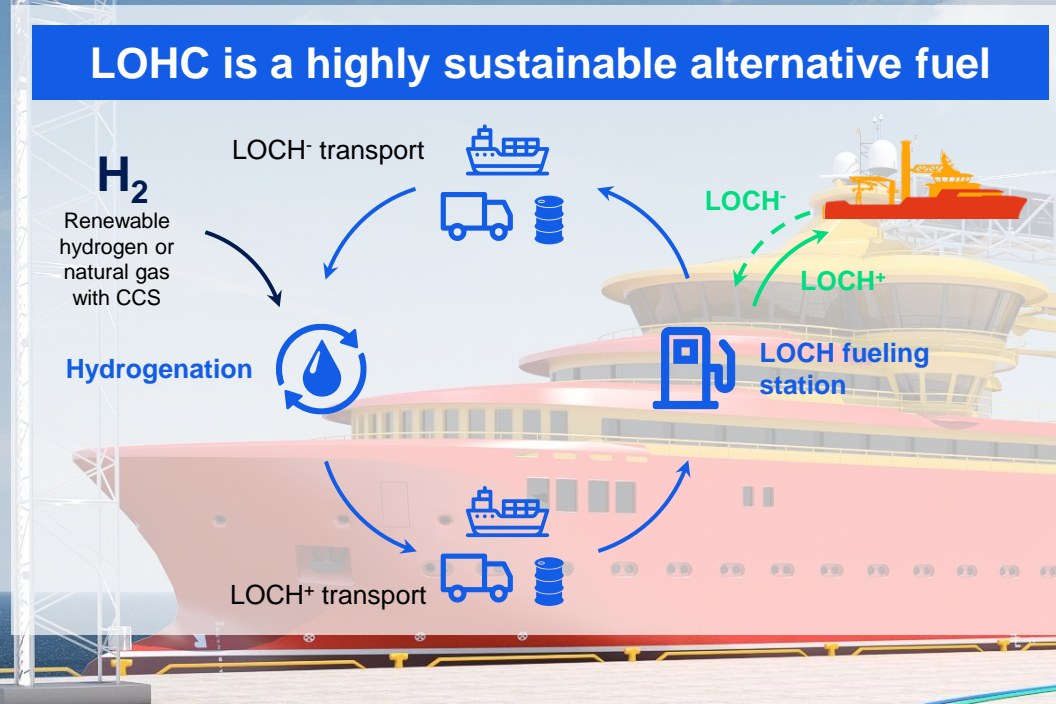 LOHC is a highly sustainable alternative fuel
LOCH⁻ transport
H₂
Renewable
hydrogen or
natural gas
with CCS
LOCH⁻
LOCH⁺
Hydrogenation
LOCH fueling
station
LOCH⁺ transport